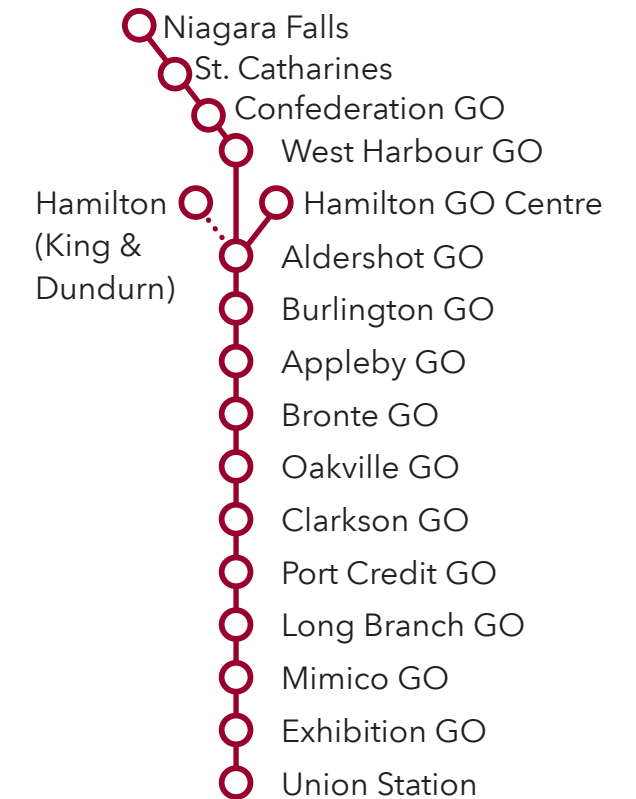 Niagara Falls
St. Catharines
Confederation GO
West Harbour GO
Hamilton
(King &
Dundurn)
Hamilton GO Centre
Aldershot GO
Burlington GO
Appleby GO
Bronte GO
Oakville GO
Clarkson GO
Port Credit GO
Long Branch GO
Mimico GO
Exhibition GO
Union Station